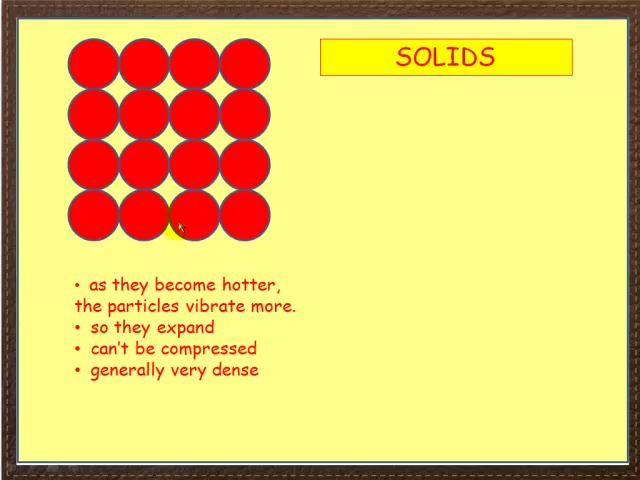 SOLIDS
• as they become hotter,
the particles vibrate more.
• so they expand
• can't be compressed
• generally very dense